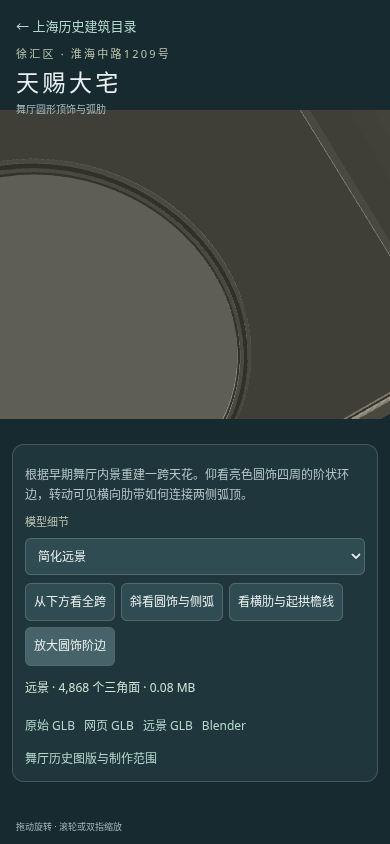 ← 上海历史建筑目录
徐汇区 · 淮海中路1209号
天赐大宅
舞厅圆形顶饰与弧肋
根据早期舞厅内景重建一跨天花。仰看亮色圆饰四周的阶状环
边，转动可见横向肋带如何连接两侧弧顶。
模型细节
简化远景
从下方看全跨 斜看圆饰与侧弧 看横肋与起拱檐线
放大圆饰阶边
远景 · 4,868 个三角面 · 0.08 MB
原始 GLB 网页 GLB 远景 GLB Blender
舞厅历史图版与制作范围
拖动旋转 · 滚轮或双指缩放